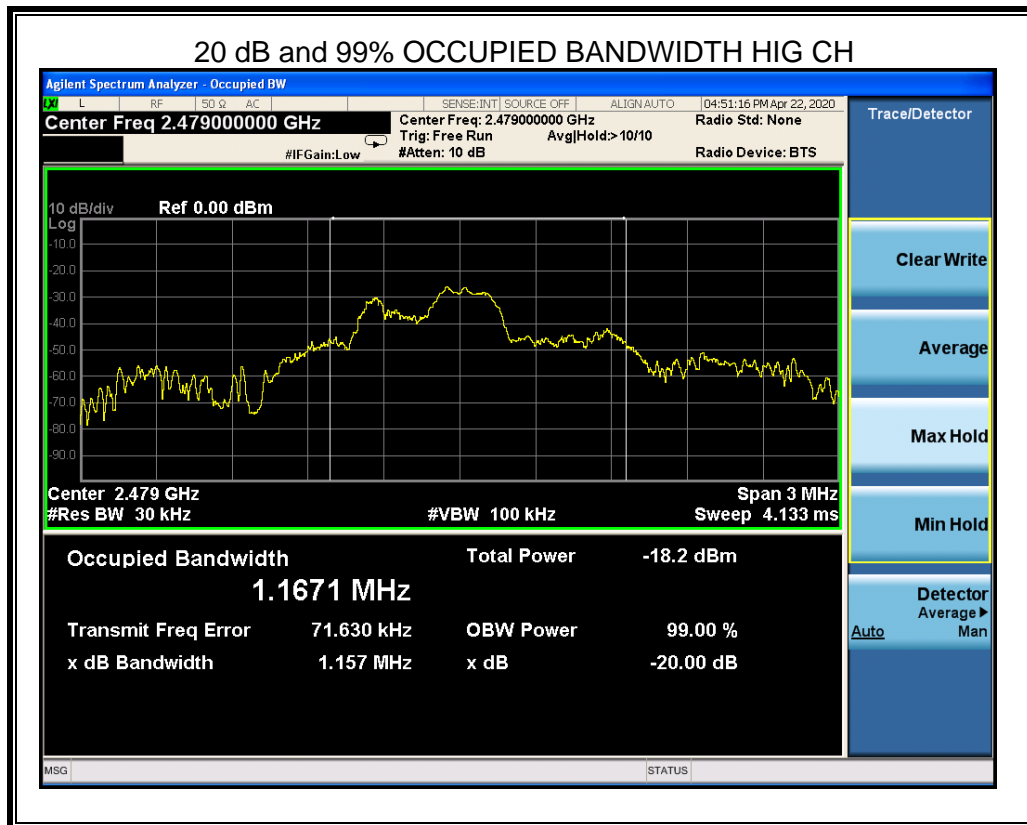 20 dB and 99% OCCUPIED BANDWIDTH HIG CH
Agilent Spectrum Analyzer - Occupied BW
LXI L RF 50 Ω AC SENSE:INT SOURCE OFF ALIGN AUTO 04:51:16 PM Apr 22, 2020
Center Freq 2.479000000 GHz
Center Freq: 2.479000000 GHz
Radio Std: None
Trig: Free Run Avg|Hold:>10/10
#IFGain:Low
#Atten: 10 dB
Radio Device: BTS
10 dB/div Ref 0.00 dBm
Log
-10.0
-20.0
-30.0
-40.0
-50.0
-60.0
-70.0
-80.0
-90.0
Center 2.479 GHz Span 3 MHz
#Res BW 30 kHz #VBW 100 kHz Sweep 4.133 ms
Occupied Bandwidth Total Power -18.2 dBm
1.1671 MHz
Transmit Freq Error 71.630 kHz OBW Power 99.00 %
x dB Bandwidth 1.157 MHz x dB -20.00 dB
Trace/Detector
Clear Write
Average
Max Hold
Min Hold
Detector
Average▶
Auto Man
MSG STATUS